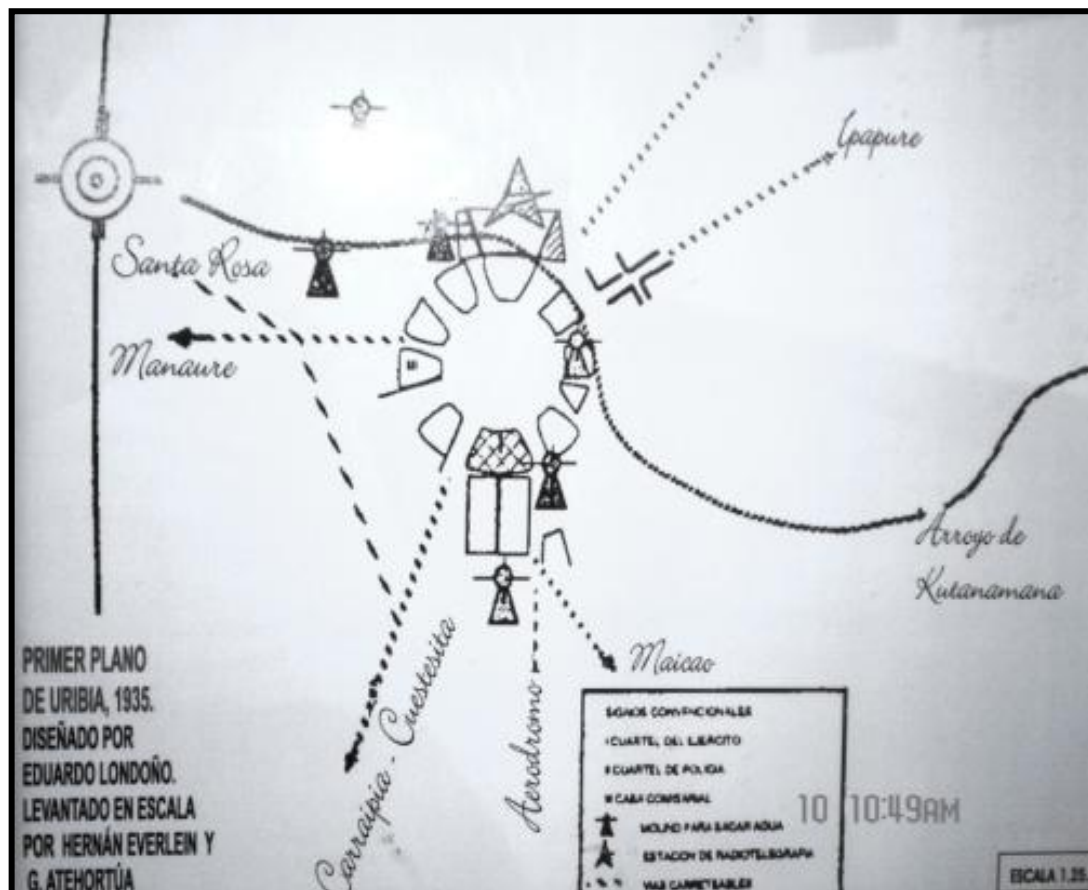 Ipapure
Santa Rosa
Manaure
Arroyo de
Kutanamana
Maicao
Carraipia - Cuestesita
Aerodromo
PRIMER PLANO
DE URIBIA, 1935.
DISEÑADO POR
EDUARDO LONDOÑO.
LEVANTADO EN ESCALA
POR HERNÁN EVERLEIN Y
G. ATEHORTÚA
SIGNOS CONVENCIONALES
I CUARTEL DEL EJERCITO
II CUARTEL DE POLICIA
III CASA COMISARIAL
MOLINO PARA SACAR AGUA
ESTACION DE RADIOTELEGRAFIA
VIAS CARRETEABLES
10 10:49AM
ESCALA 1.25